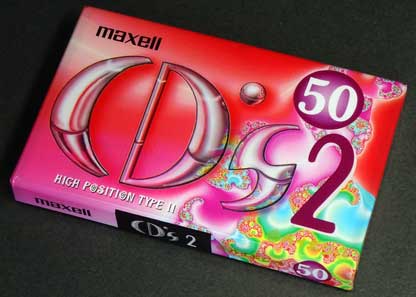 maxell
CD's 2
50
HIGH POSITION TYPE II
maxell
CD's 2
50